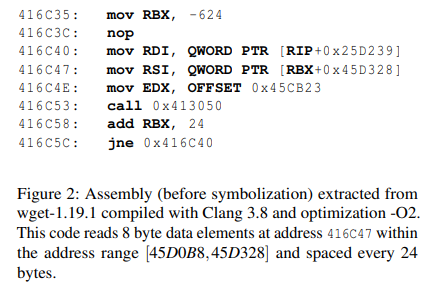 416C35: mov RBX, -624
416C3C: nop
416C40: mov RDI, QWORD PTR [RIP+0x25D239]
416C47: mov RSI, QWORD PTR [RBX+0x45D328]
416C4E: mov EDX, OFFSET 0x45CB23
416C53: call 0x413050
416C58: add RBX, 24
416C5C: jne 0x416C40
Figure 2: Assembly (before symbolization) extracted from
wget-1.19.1 compiled with Clang 3.8 and optimization -O2.
This code reads 8 byte data elements at address 416C47 within
the address range [45D0B8,45D328] and spaced every 24
bytes.